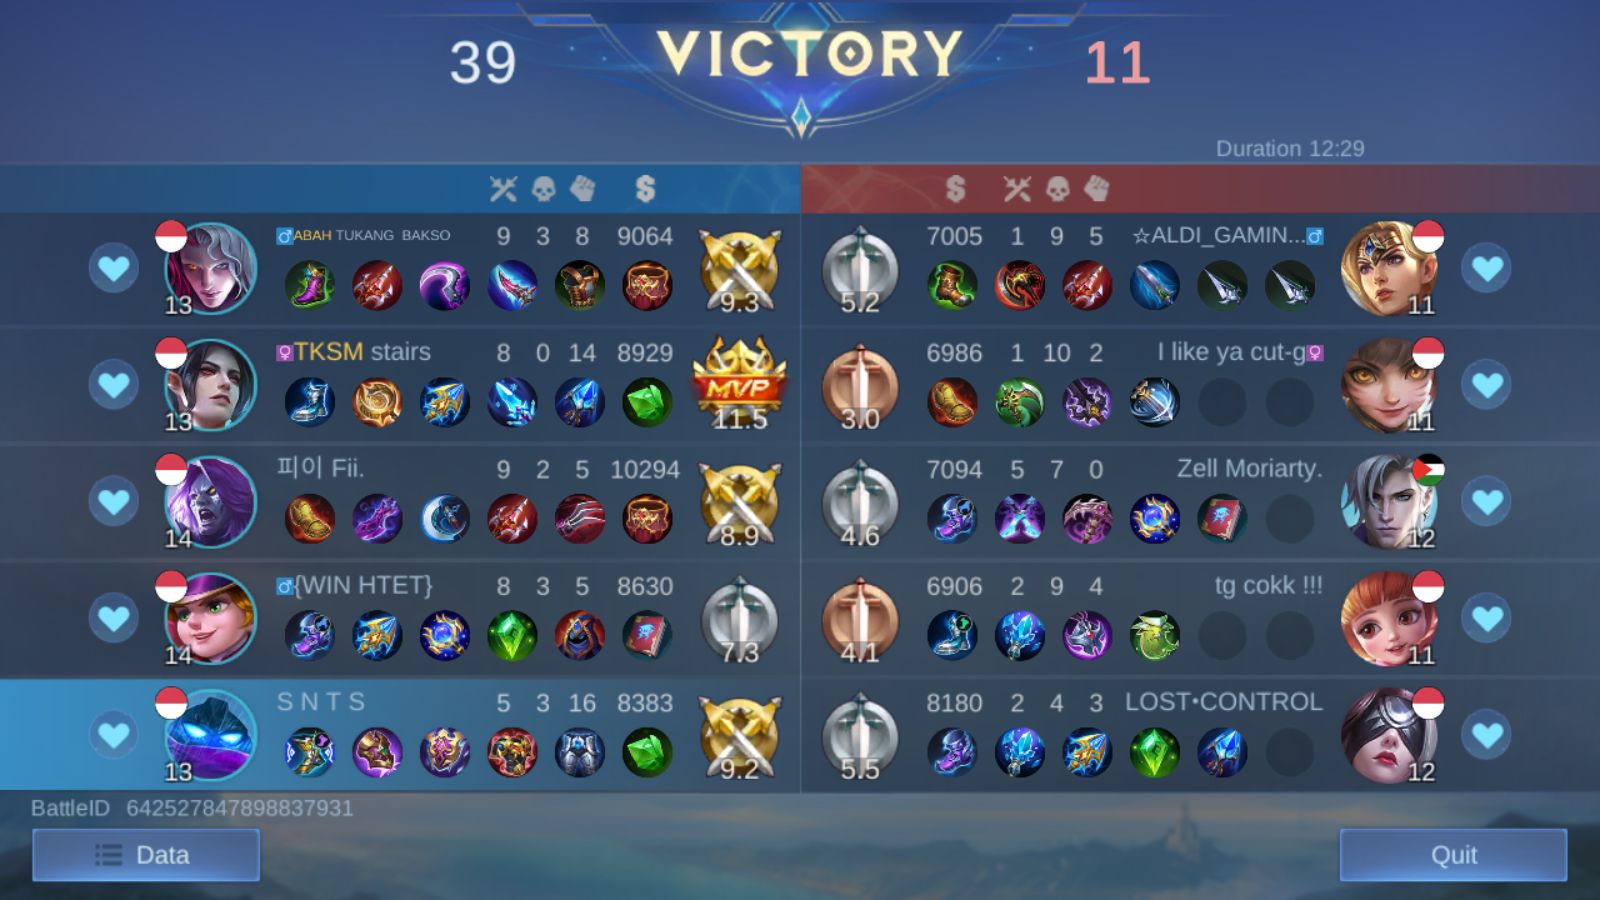 39 VICTORY 11
Duration 12:29
ABAH TUKANG BAKSO 9 3 8 9064
13 9.3
7005 1 9 5 ☆ALDI_GAMIN...
5.2 11
TKSM stairs 8 0 14 8929
13 MVP 11.5
6986 1 10 2 I like ya cut-g
3.0 11
피이 Fii. 9 2 5 10294
14 8.9
7094 5 7 0 Zell Moriarty.
4.6 12
{WIN HTET} 8 3 5 8630
14 7.3
6906 2 9 4 tg cokk !!!
4.1 11
S N T S 5 3 16 8383
13 9.2
8180 2 4 3 LOST•CONTROL
5.5 12
BattleID 642527847898837931
Data
Quit